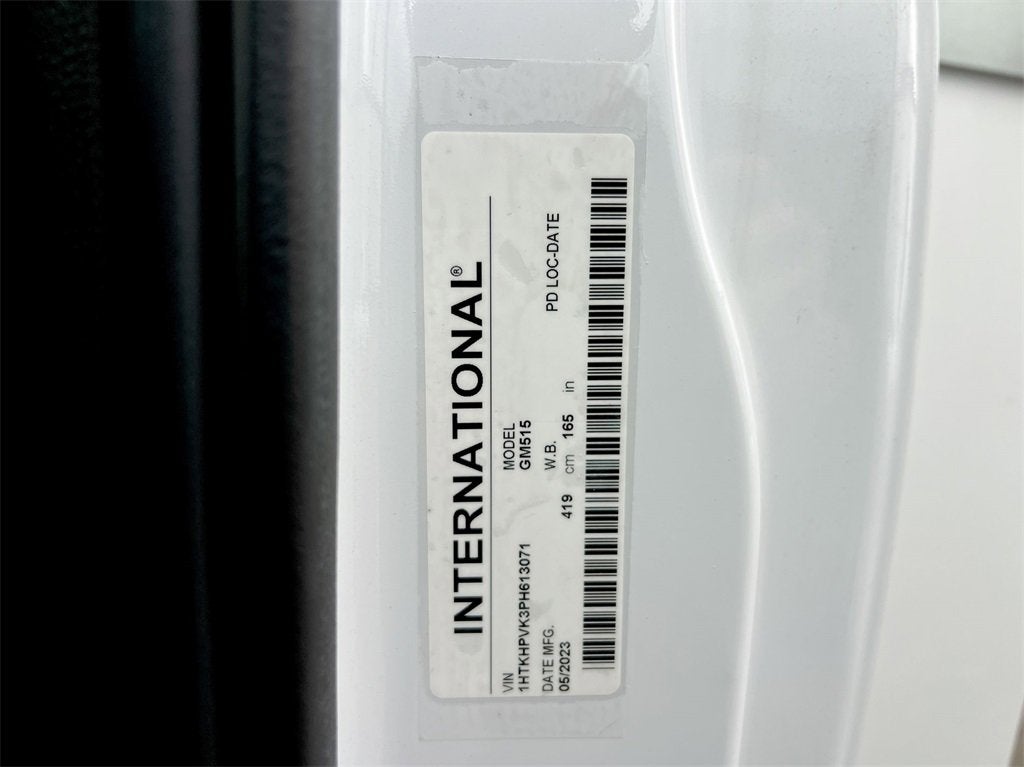 INTERNATIONAL®
VIN MODEL
1HTKHPVK3PH613071 GM515
DATE MFG. W.B. PD LOC-DATE
05/2023 419 cm 165 in